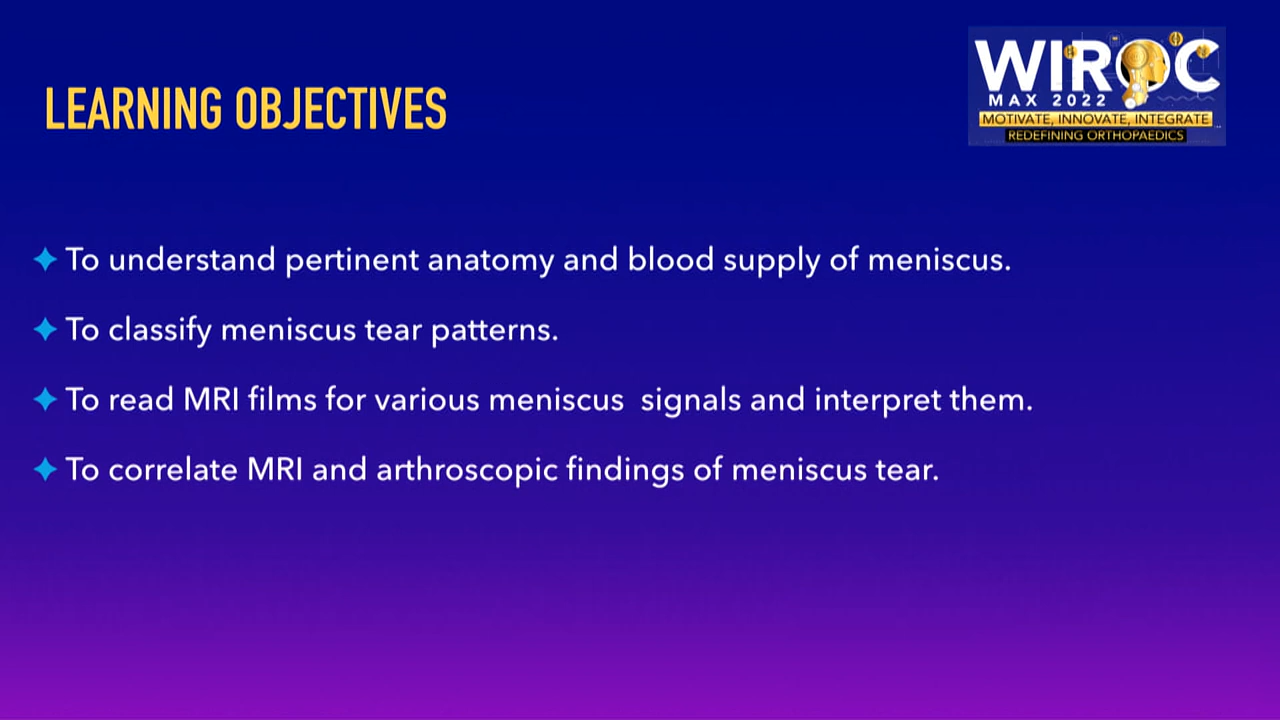 LEARNING OBJECTIVES
WIROC
MAX 2022
MOTIVATE, INNOVATE, INTEGRATE
REDEFINING ORTHOPAEDICS
To understand pertinent anatomy and blood supply of meniscus.
To classify meniscus tear patterns.
To read MRI films for various meniscus  signals and interpret them.
To correlate MRI and arthroscopic findings of meniscus tear.